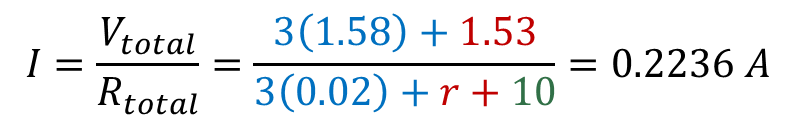 I = V_total / R_total = 3(1.58) + 1.53 / 3(0.02) + r + 10 = 0.2236 A